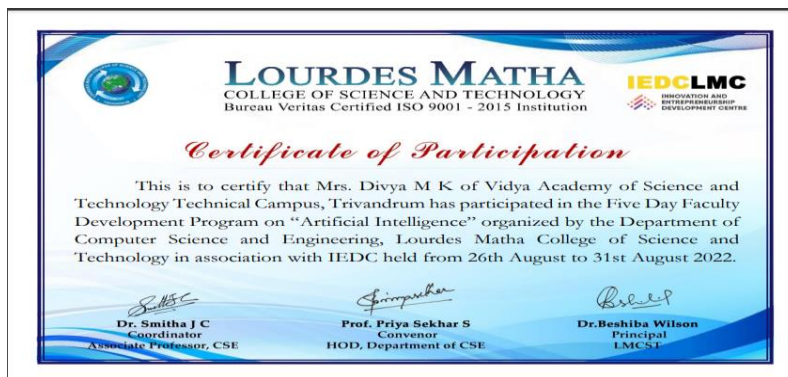 LOURDES MATHA
COLLEGE OF SCIENCE AND TECHNOLOGY
Bureau Veritas Certified ISO 9001 - 2015 Institution
IEDCLMC
INNOVATION AND
ENTREPRENEURSHIP
DEVELOPMENT CENTRE
Certificate of Participation
This is to certify that Mrs. Divya M K of Vidya Academy of Science and
Technology Technical Campus, Trivandrum has participated in the Five Day Faculty
Development Program on “Artificial Intelligence” organized by the Department of
Computer Science and Engineering, Lourdes Matha College of Science and
Technology in association with IEDC held from 26th August to 31st August 2022.
Dr. Smitha J C
Coordinator
Associate Professor, CSE
Prof. Priya Sekhar S
Convenor
HOD, Department of CSE
Dr.Beshiba Wilson
Principal
LMCST